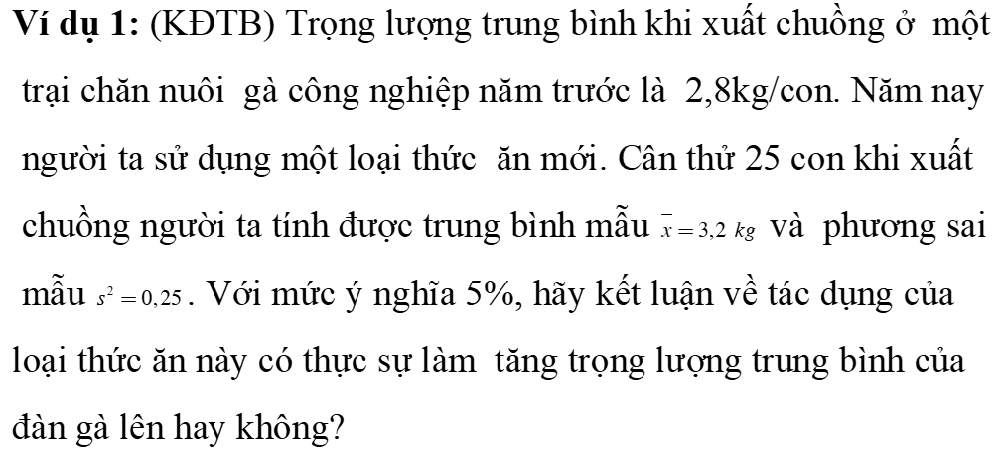 Ví dụ 1: (KĐTB) Trọng lượng trung bình khi xuất chuồng ở một
trại chăn nuôi gà công nghiệp năm trước là 2,8kg/con. Năm nay
người ta sử dụng một loại thức ăn mới. Cân thử 25 con khi xuất
chuồng người ta tính được trung bình mẫu x̄ = 3,2 kg và phương sai
mẫu s² = 0,25. Với mức ý nghĩa 5%, hãy kết luận về tác dụng của
loại thức ăn này có thực sự làm tăng trọng lượng trung bình của
đàn gà lên hay không?